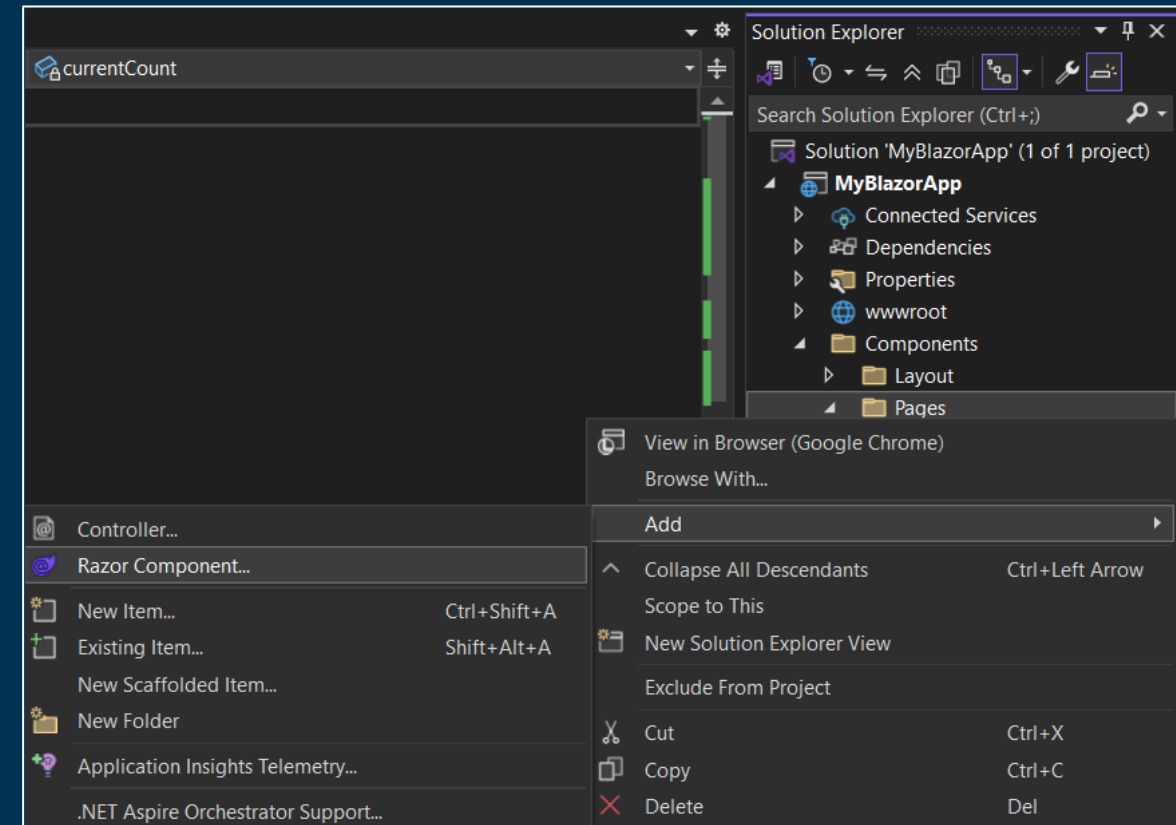 currentCount
Solution Explorer
Search Solution Explorer (Ctrl+;)
Solution 'MyBlazorApp' (1 of 1 project)
MyBlazorApp
Connected Services
Dependencies
Properties
wwwroot
Components
Layout
Pages
View in Browser (Google Chrome)
Browse With...
Add
Collapse All Descendants Ctrl+Left Arrow
Scope to This
New Solution Explorer View
Exclude From Project
Cut Ctrl+X
Copy Ctrl+C
Delete Del
Controller...
Razor Component...
New Item... Ctrl+Shift+A
Existing Item... Shift+Alt+A
New Scaffolded Item...
New Folder
Application Insights Telemetry...
.NET Aspire Orchestrator Support...